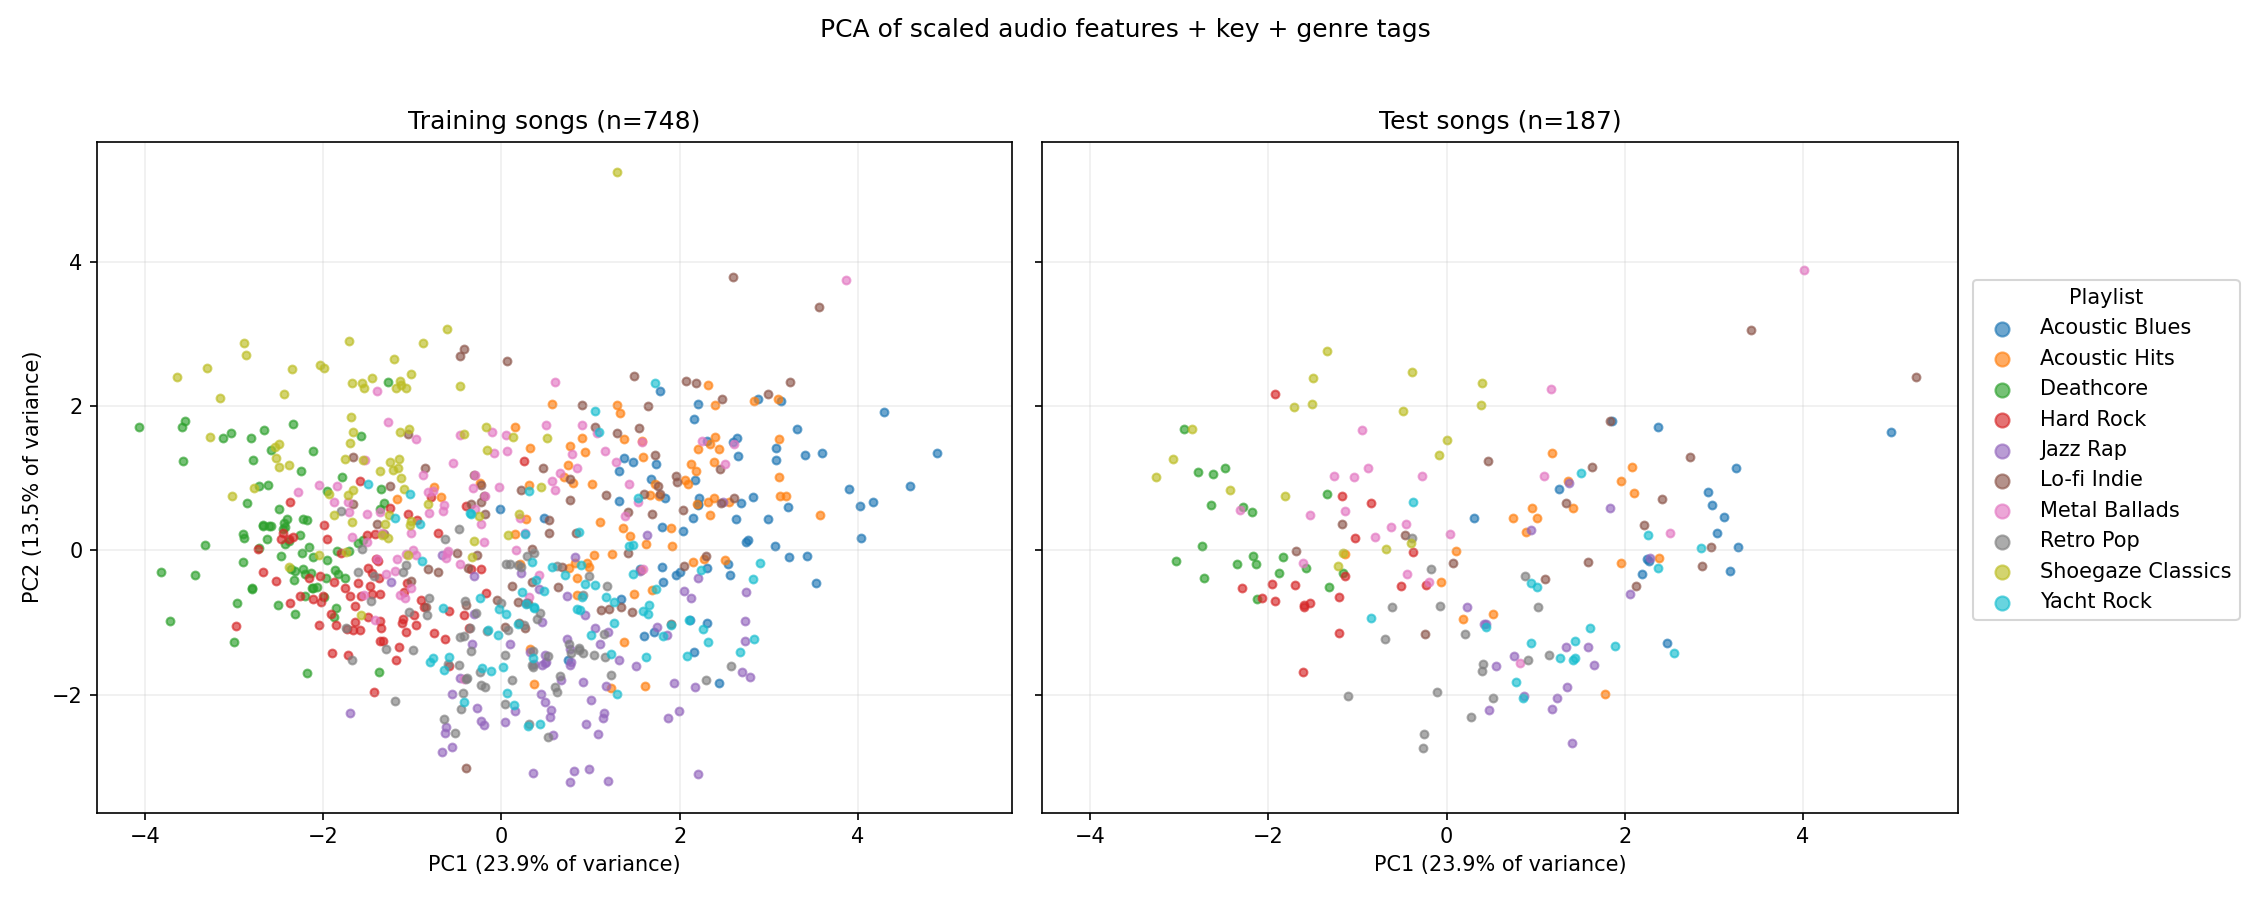 PCA of scaled audio features + key + genre tags
Training songs (n=748)
PC2 (13.5% of variance)
4
2
0
−2
−4
−2
0
2
4
PC1 (23.9% of variance)
Test songs (n=187)
−4
−2
0
2
4
PC1 (23.9% of variance)
Playlist
Acoustic Blues
Acoustic Hits
Deathcore
Hard Rock
Jazz Rap
Lo-fi Indie
Metal Ballads
Retro Pop
Shoegaze Classics
Yacht Rock